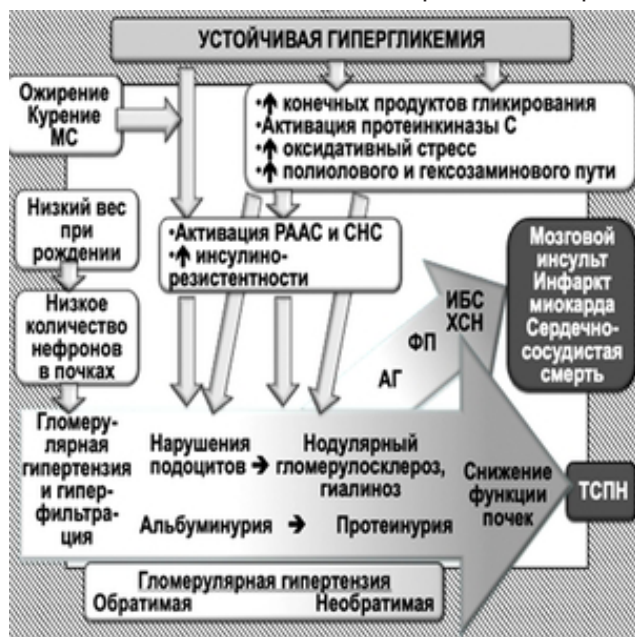 УСТОЙЧИВАЯ ГИПЕРГЛИКЕМИЯ
Ожирение
Курение
МС
•↑ конечных продуктов гликирования
•Активация протеинкиназы С
•↑ оксидативный стресс
•↑ полиолового и гексозаминового пути
Низкий вес
при
рождении
•Активация РААС и СНС
•↑ инсулино-
резистентности
Мозговой
инсульт
Инфаркт
миокарда
Сердечно-
сосудистая
смерть
Низкое
количество
нефронов
в почках
ИБС
ХСН
ФП
АГ
Гломеру-
лярная
гипертензия
и гипер-
фильтра-
ция
Нарушения
подоцитов →
Нодулярный
гломерулосклероз,
гиалиноз
Альбуминурия → Протеинурия
Снижение
функции
почек
ТСПН
Гломерулярная гипертензия
Обратимая Необратимая